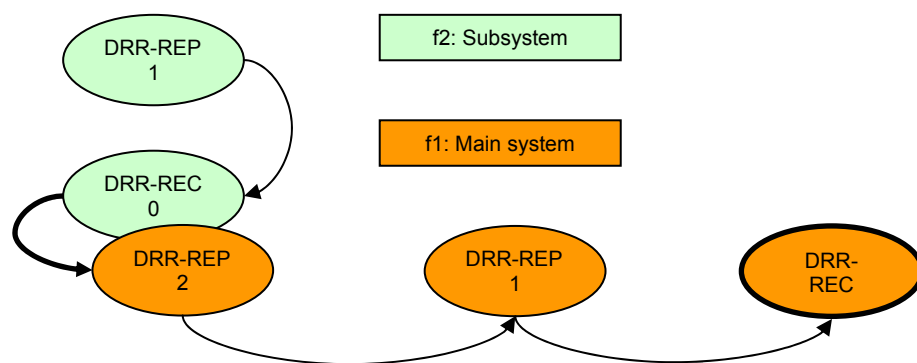 DRR-REP
1
f2: Subsystem
f1: Main system
DRR-REC
0
DRR-REP
2
DRR-REP
1
DRR-
REC